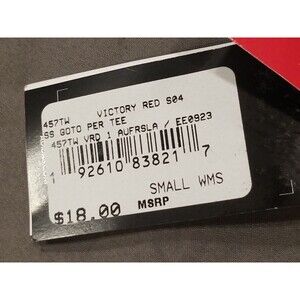 457TW VICTORY RED S04
SS GOTO PER TEE
457TW VRD 1 AUFRSLA / EE0923
1 92610 83821 7
SMALL WMS
$18.00 MSRP